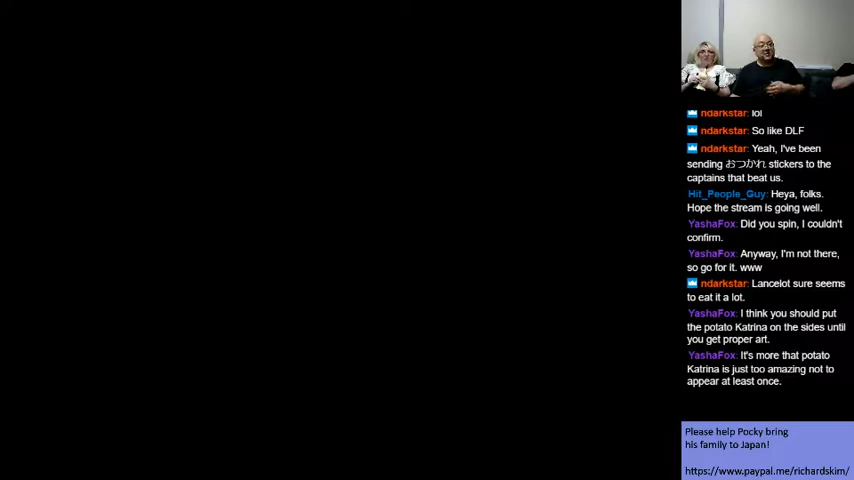 ndarkstar: lol
ndarkstar: So like DLF
ndarkstar: Yeah, I've been
sending おつかれ stickers to the
captains that beat us.
Hit_People_Guy: Heya, folks.
Hope the stream is going well.
YashaFox: Did you spin, I couldn't
confirm.
YashaFox: Anyway, I'm not there,
so go for it. www
ndarkstar: Lancelot sure seems
to eat it a lot.
YashaFox: I think you should put
the potato Katrina on the sides until
you get proper art.
YashaFox: It's more that potato
Katrina is just too amazing not to
appear at least once.
Please help Pocky bring
his family to Japan!
https://www.paypal.me/richardskim/